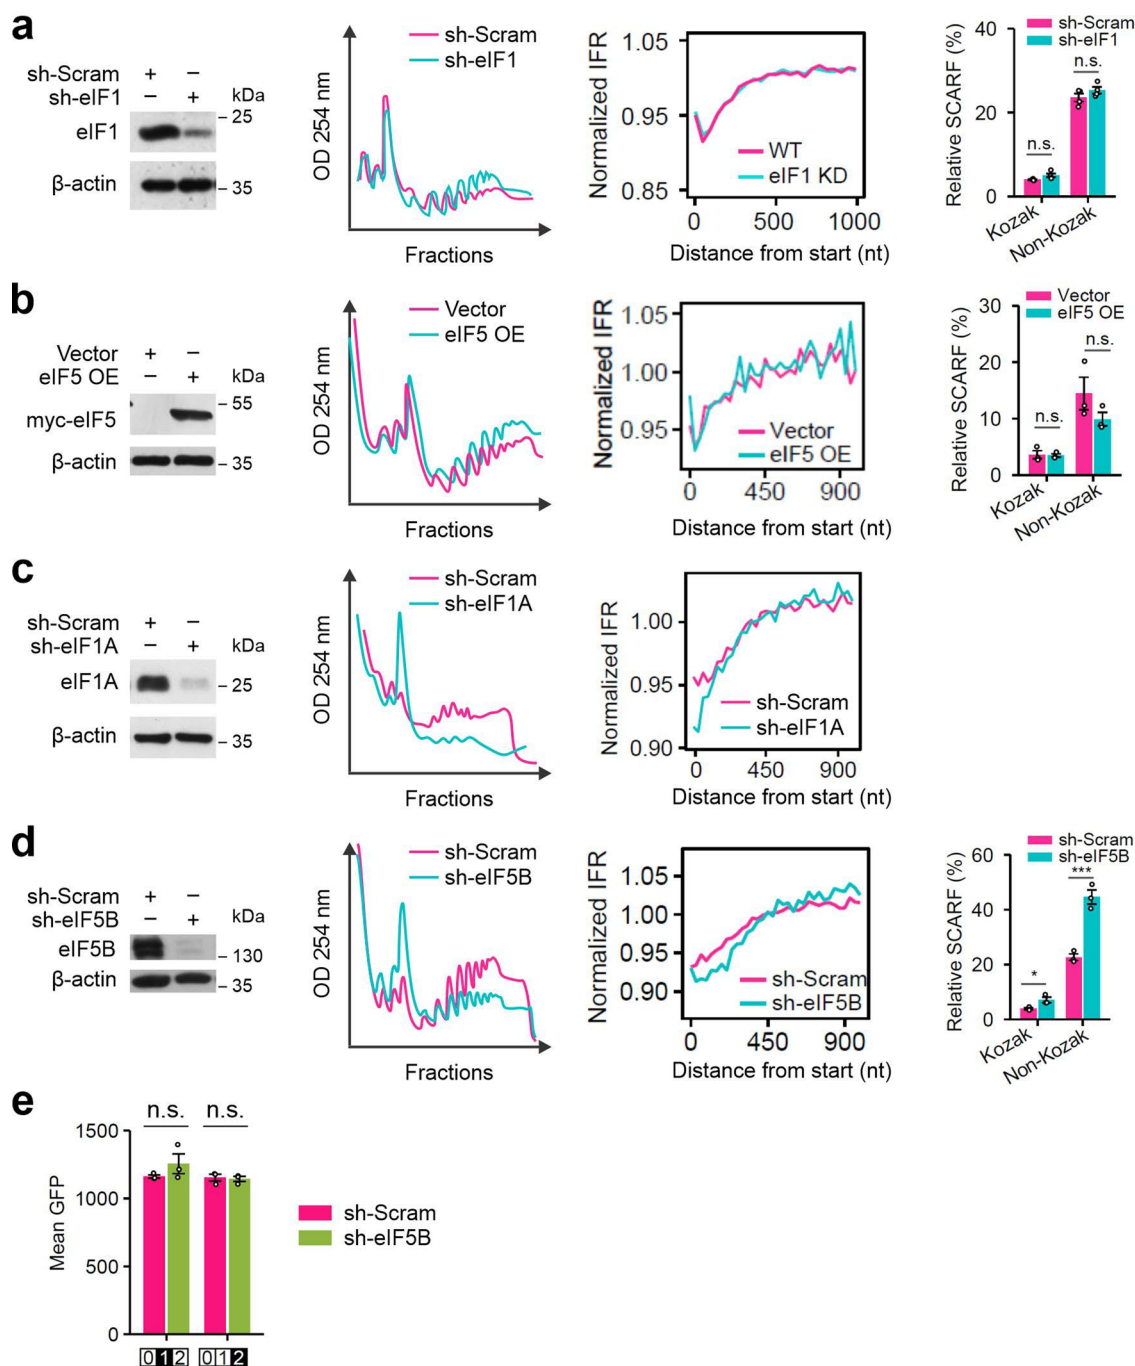 a
sh-Scram + –
sh-eIF1 – + kDa
eIF1
25
β-actin
35
OD 254 nm
sh-Scram
sh-eIF1
Fractions
Normalized IFR
1.05
0.95
0.85
WT
eIF1 KD
0 500 1000
Distance from start (nt)
Relative SCARF (%)
sh-Scram
sh-eIF1
40
20
0
n.s.
n.s.
Kozak
Non-Kozak
b
Vector + –
eIF5 OE – + kDa
myc-eIF5
55
β-actin
35
OD 254 nm
Vector
eIF5 OE
Fractions
Normalized IFR
1.05
1.00
0.95
Vector
eIF5 OE
0 450 900
Distance from start (nt)
Relative SCARF (%)
Vector
eIF5 OE
30
20
10
0
n.s.
n.s.
Kozak
Non-Kozak
c
sh-Scram + –
sh-eIF1A – + kDa
eIF1A
25
β-actin
35
OD 254 nm
sh-Scram
sh-eIF1A
Fractions
Normalized IFR
1.00
0.95
0.90
sh-Scram
sh-eIF1A
0 450 900
Distance from start (nt)
d
sh-Scram + –
sh-eIF5B – + kDa
eIF5B
130
β-actin
35
OD 254 nm
sh-Scram
sh-eIF5B
Fractions
Normalized IFR
1.05
1.00
0.95
0.90
sh-Scram
sh-eIF5B
0 450 900
Distance from start (nt)
Relative SCARF (%)
sh-Scram
sh-eIF5B
60
40
20
0
*
***
Kozak
Non-Kozak
e
Mean GFP
1500
1000
500
0
n.s. n.s.
0 1 2 0 1 2
sh-Scram
sh-eIF5B